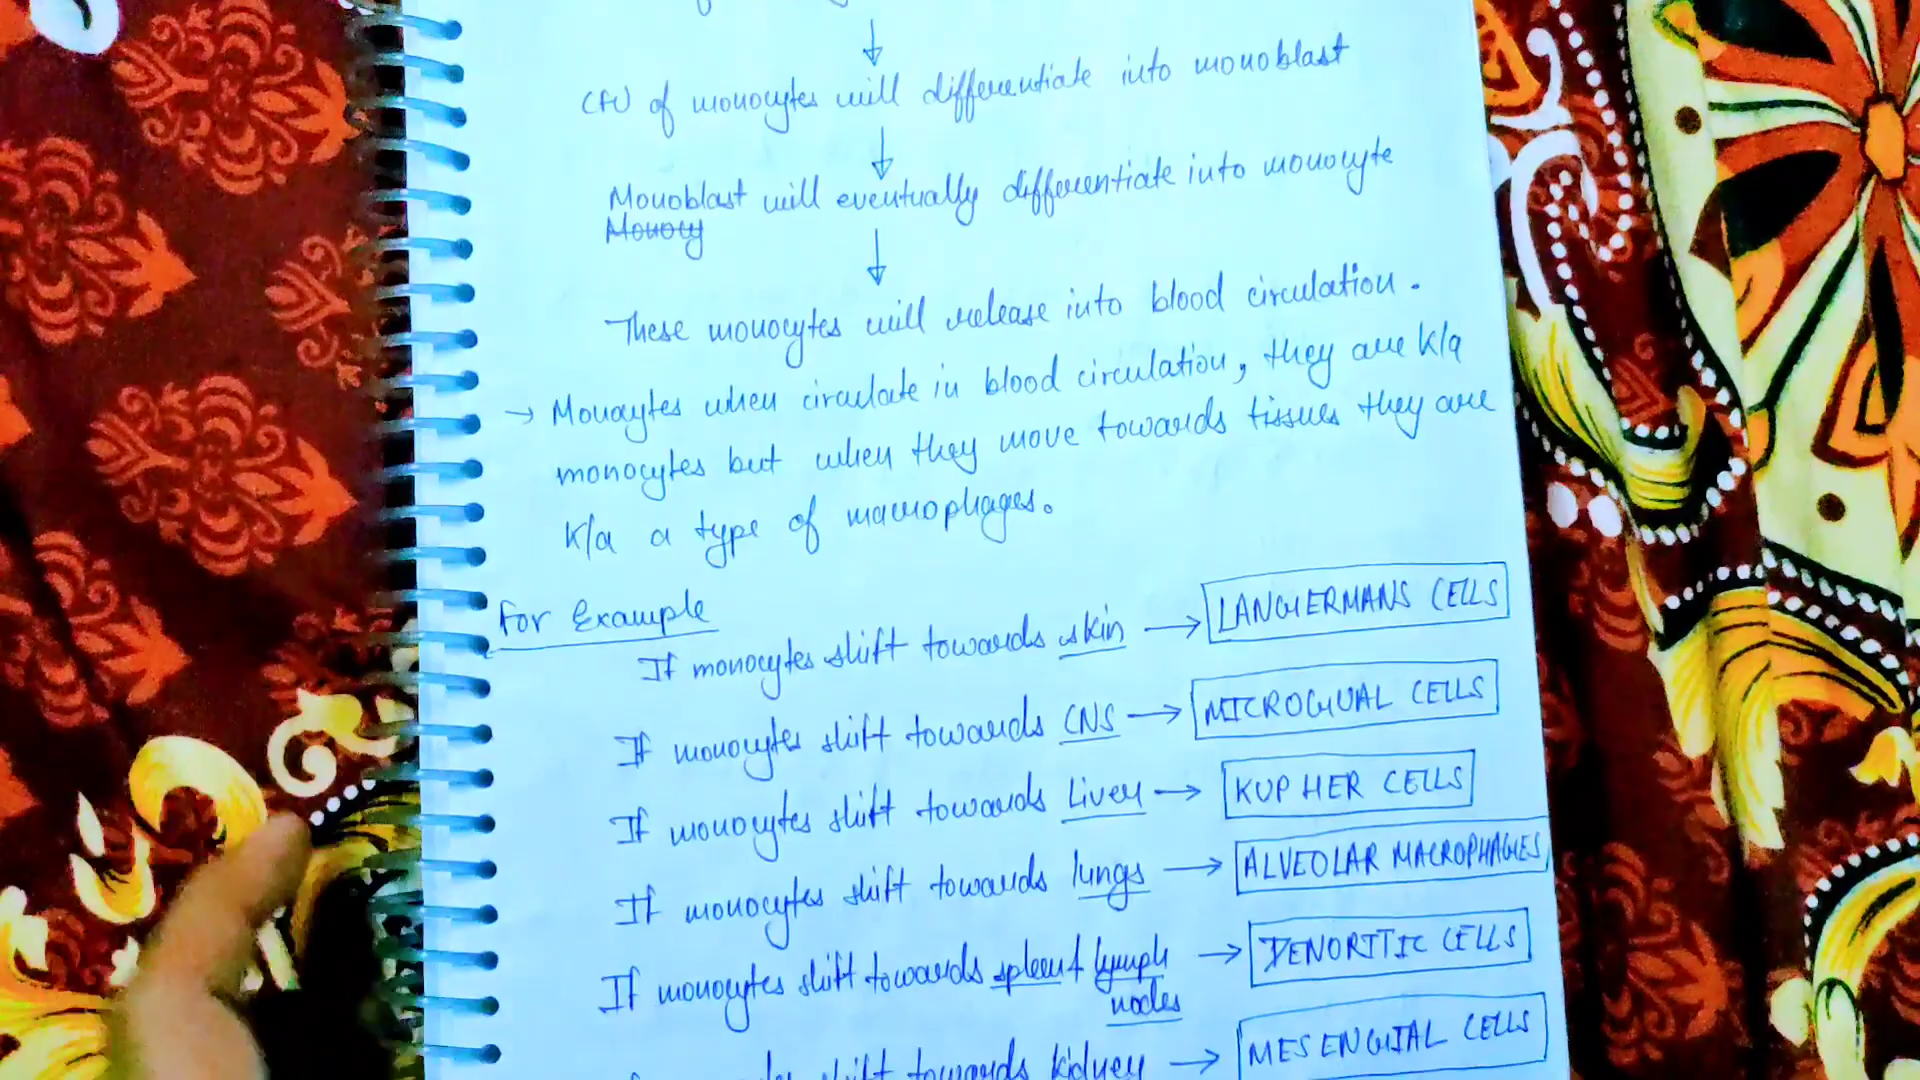 CFU of monocytes will differentiate into monoblast
Monoblast will eventually differentiate into monocyte
Monocy
These monocytes will release into blood circulation.
→ Monocytes when circulate in blood circulation, they are k/a
monocytes but when they move towards tissues they are
k/a a type of macrophages.
For Example
If monocytes shift towards skin → LANGERMANS CELLS
If monocytes shift towards CNS → MICROGLIAL CELLS
If monocytes shift towards Liver → KUPHER CELLS
If monocytes shift towards lungs → ALVEOLAR MACROPHAGES
If monocytes shift towards spleen & lymph → DENDRITIC CELLS
nodes
shift towards kidney → MESENGIAL CELLS